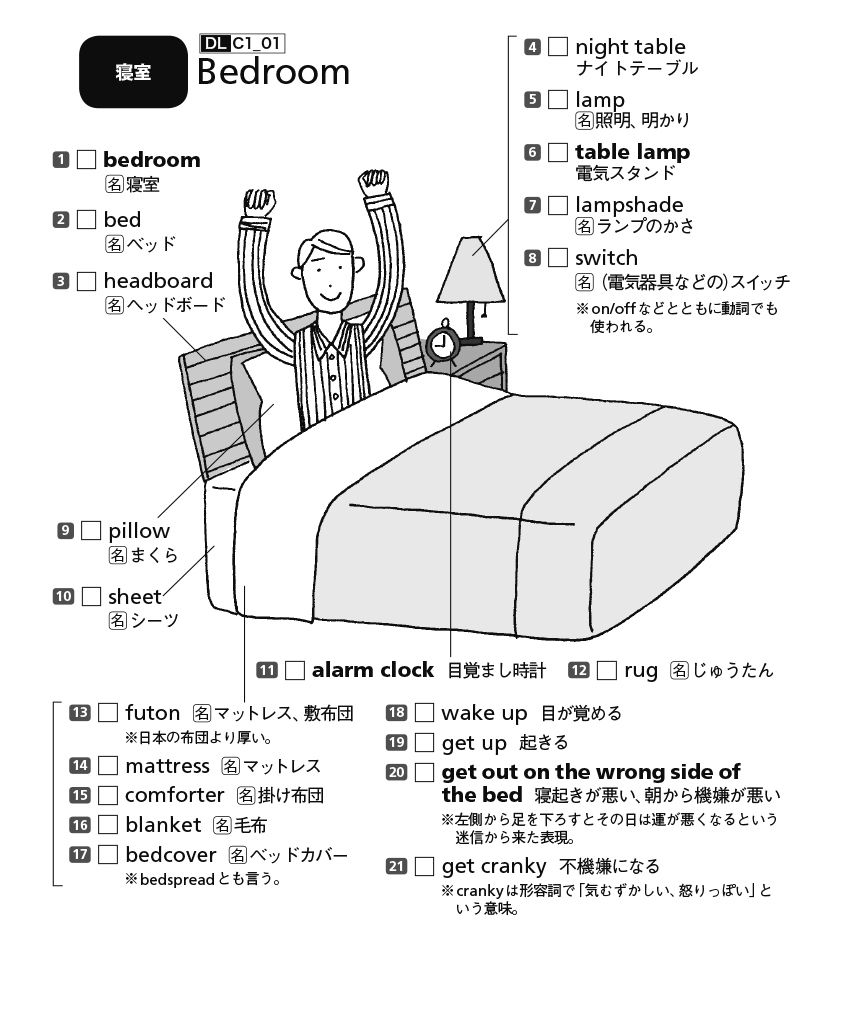 寝室
DL C1_01
Bedroom
1 bedroom
名 寝室
2 bed
名 ベッド
3 headboard
名 ヘッドボード
4 night table
ナイトテーブル
5 lamp
名 照明、明かり
6 table lamp
電気スタンド
7 lampshade
名 ランプのかさ
8 switch
名 (電気器具などの)スイッチ
※on/offなどとともに動詞でも
使われる。
9 pillow
名 まくら
10 sheet
名 シーツ
11 alarm clock 目覚まし時計
12 rug 名 じゅうたん
13 futon 名 マットレス、敷布団
※日本の布団より厚い。
14 mattress 名 マットレス
15 comforter 名 掛け布団
16 blanket 名 毛布
17 bedcover 名 ベッドカバー
※bedspreadとも言う。
18 wake up 目が覚める
19 get up 起きる
20 get out on the wrong side of
the bed 寝起きが悪い、朝から機嫌が悪い
※左側から足を下ろすとその日は運が悪くなるという
迷信から来た表現。
21 get cranky 不機嫌になる
※crankyは形容詞で「気むずかしい、怒りっぽい」と
いう意味。